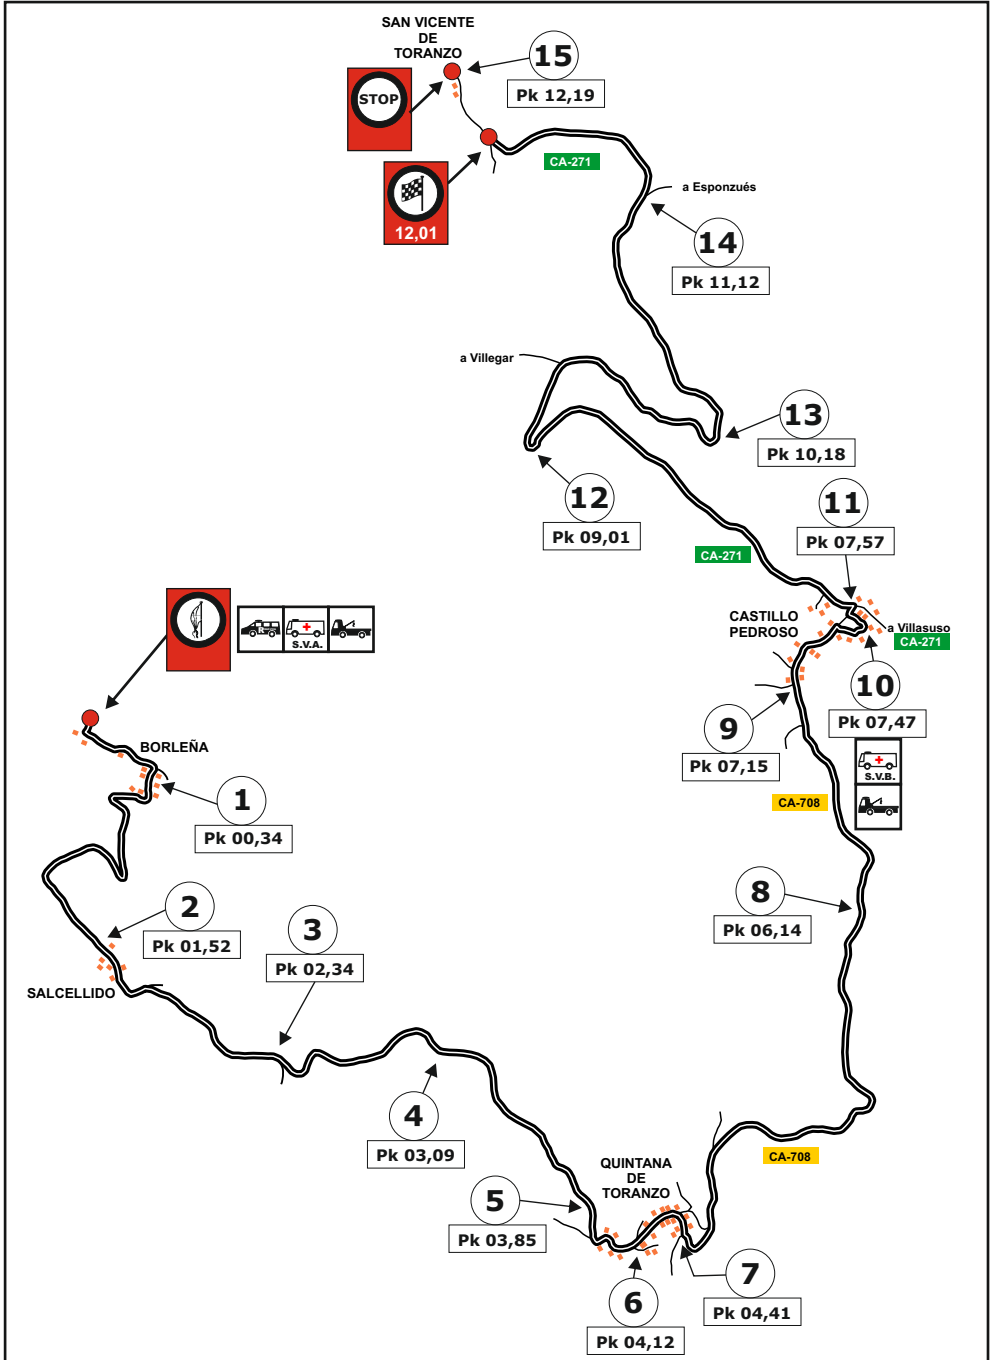 SAN VICENTE
DE
TORANZO
15
Pk 12,19
STOP
12,01
CA-271
a Esponzués
14
Pk 11,12
a Villegar
13
Pk 10,18
12
Pk 09,01
11
Pk 07,57
CA-271
CASTILLO
PEDROSO
a Villasuso
CA-271
10
Pk 07,47
S.V.B.
9
Pk 07,15
CA-708
S.V.A.
BORLEÑA
1
Pk 00,34
8
Pk 06,14
2
Pk 01,52
3
Pk 02,34
SALCELLIDO
4
Pk 03,09
CA-708
QUINTANA
DE
TORANZO
5
Pk 03,85
7
Pk 04,41
6
Pk 04,12